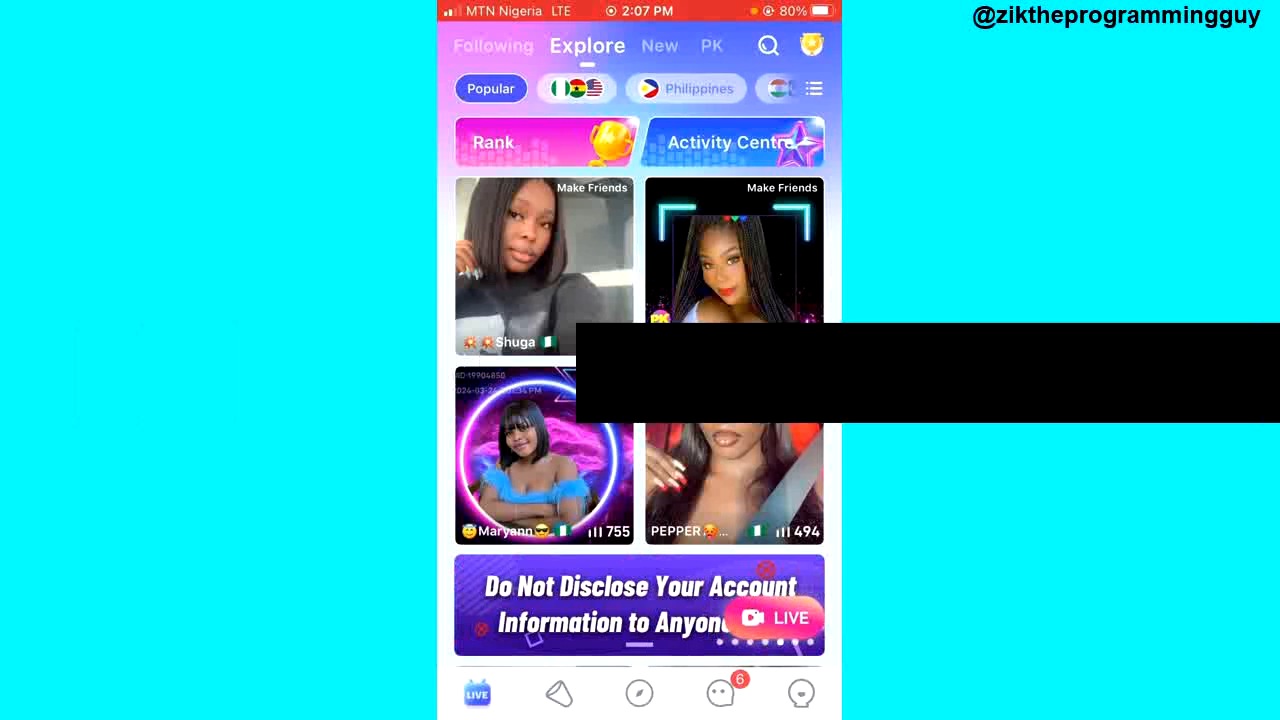 MTN Nigeria LTE 2:07 PM 80%
@ziktheprogrammingguy
Following Explore New PK
Popular Philippines
Rank Activity Centre
Make Friends Make Friends
PK
💥💥Shuga 🇳🇬
😇Maryann😎🇳🇬 755 PEPPER🥵... 🇳🇬 494
Do Not Disclose Your Account
Information to Anyone
LIVE
LIVE 6